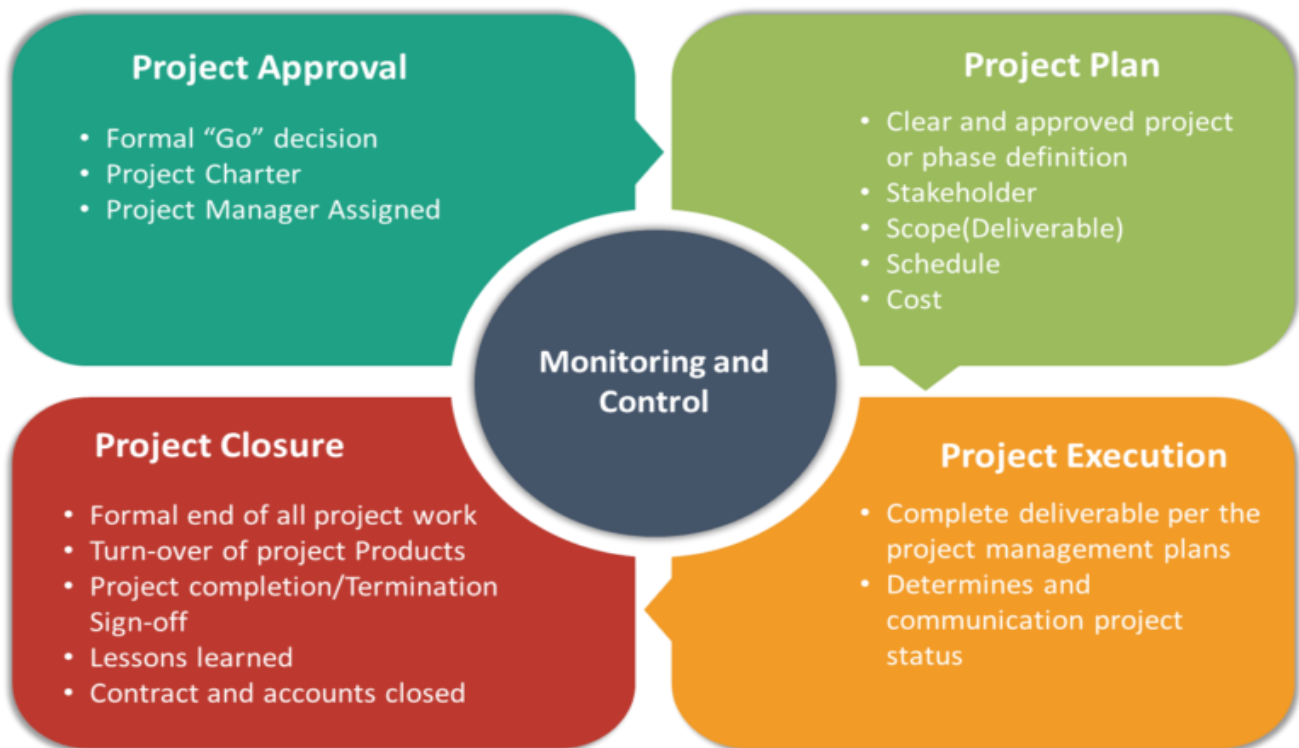 Project Approval
• Formal “Go” decision
• Project Charter
• Project Manager Assigned
Project Plan
• Clear and approved project
or phase definition
• Stakeholder
• Scope(Deliverable)
• Schedule
• Cost
Monitoring and
Control
Project Closure
• Formal end of all project work
• Turn-over of project Products
• Project completion/Termination
Sign-off
• Lessons learned
• Contract and accounts closed
Project Execution
• Complete deliverable per the
project management plans
• Determines and
communication project
status